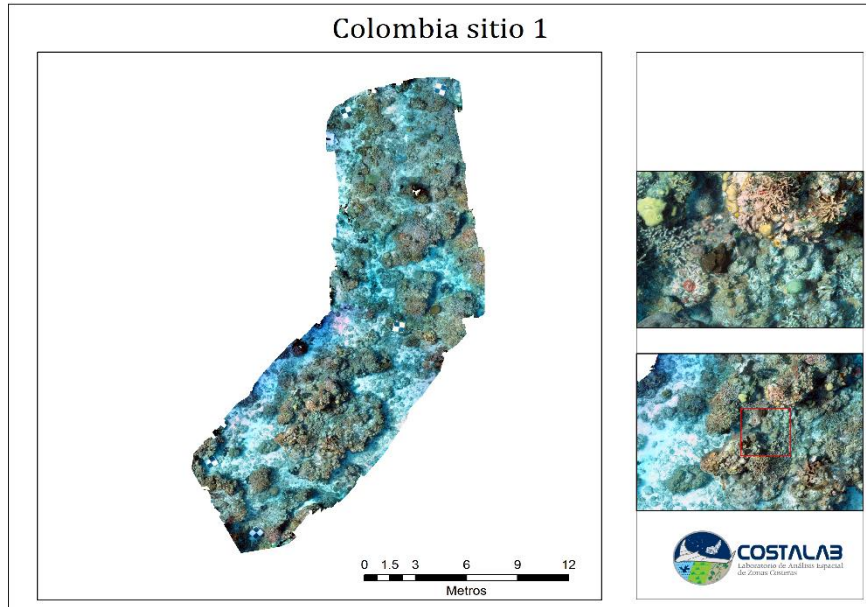 Colombia sitio 1
0 1.5 3 6 9 12
Metros
COSTALAB
Laboratorio de Análisis Espacial
de Zonas Costeras